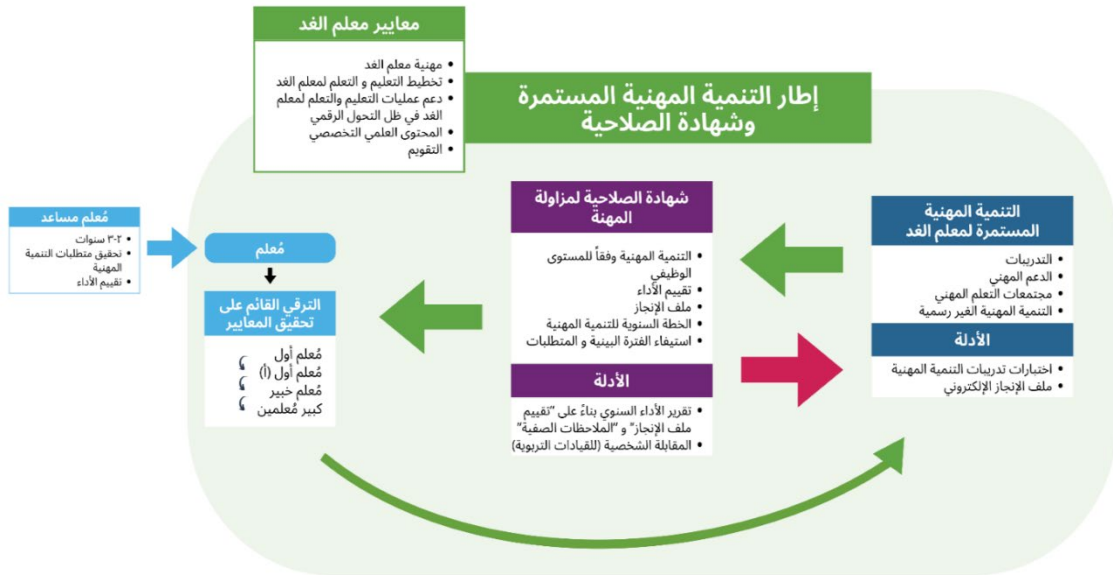 معايير معلم الغد
• مهنية معلم الغد
• تخطيط التعليم و التعلم لمعلم الغد
• دعم عمليات التعليم والتعلم لمعلم
الغد في ظل التحول الرقمي
• المحتوى العلمي التخصصي
• التقويم
إطار التنمية المهنية المستمرة
وشهادة الصلاحية
التنمية المهنية
المستمرة لمعلم الغد
• التدريبات
• الدعم المهني
• مجتمعات التعلم المهني
• التنمية المهنية الغير رسمية
الأدلة
• اختبارات تدريبات التنمية المهنية
• ملف الإنجاز الإلكتروني
شهادة الصلاحية لمزاولة
المهنة
• التنمية المهنية وفقاً للمستوى
الوظيفي
• تقييم الأداء
• ملف الإنجاز
• الخطة السنوية للتنمية المهنية
• استيفاء الفترة البينية و المتطلبات
الأدلة
• تقرير الأداء السنوي بناءً على "تقييم
ملف الإنجاز" و "الملاحظات الصفية"
• المقابلة الشخصية (للقيادات التربوية)
مُعلم
الترقي القائم على
تحقيق المعايير
مُعلم أول
مُعلم أول (أ)
مُعلم خبير
كبير مُعلمين
مُعلم مساعد
• ٢-٣ سنوات
• تحقيق متطلبات التنمية
المهنية
• تقييم الأداء